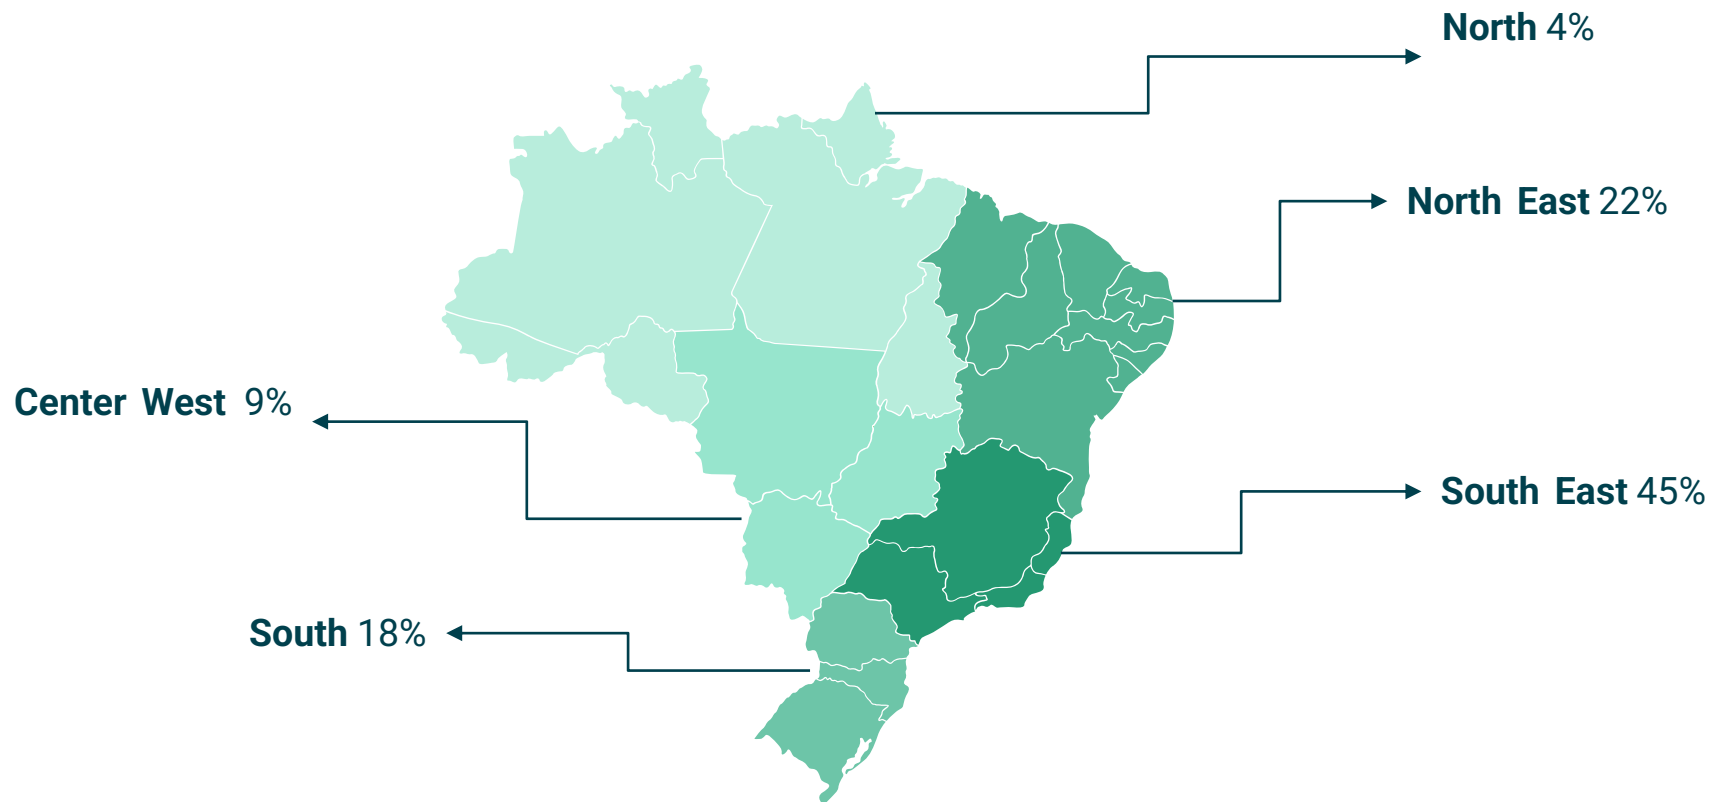 North 4%
North East 22%
Center West 9%
South East 45%
South 18%